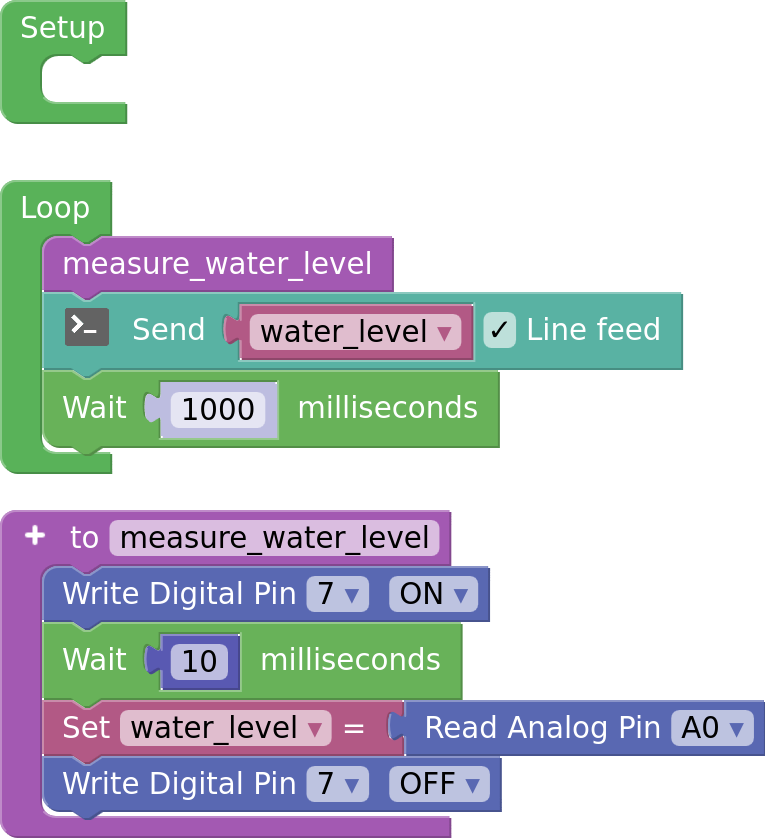 Setup
Loop
measure_water_level
>_ Send water_level ▼ ✓ Line feed
Wait 1000 milliseconds
+ to measure_water_level
Write Digital Pin 7 ▼ ON ▼
Wait 10 milliseconds
Set water_level ▼ = Read Analog Pin A0 ▼
Write Digital Pin 7 ▼ OFF ▼